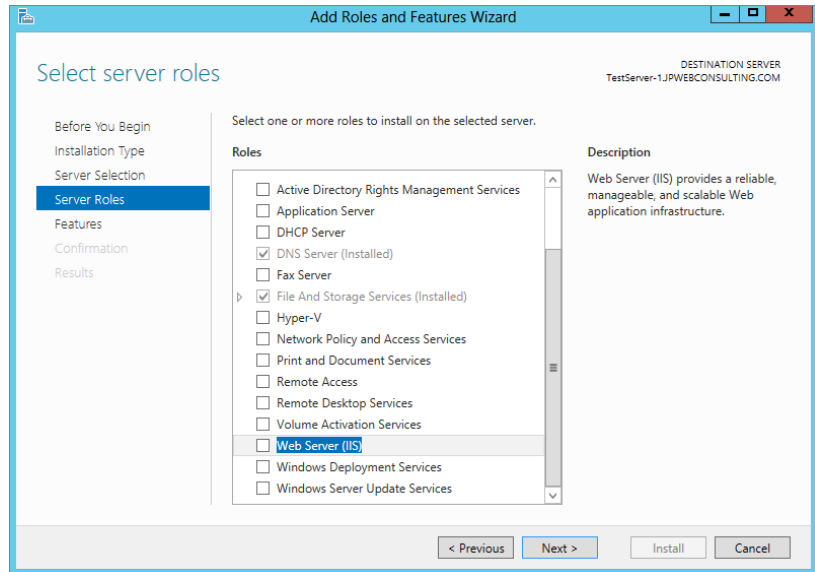 Add Roles and Features Wizard
Select server roles
DESTINATION SERVER
TestServer-1.JPWEBCONSULTING.COM
Before You Begin
Installation Type
Server Selection
Server Roles
Features
Confirmation
Results
Select one or more roles to install on the selected server.
Roles
Active Directory Rights Management Services
Application Server
DHCP Server
DNS Server (Installed)
Fax Server
File And Storage Services (Installed)
Hyper-V
Network Policy and Access Services
Print and Document Services
Remote Access
Remote Desktop Services
Volume Activation Services
Web Server (IIS)
Windows Deployment Services
Windows Server Update Services
Description
Web Server (IIS) provides a reliable,
manageable, and scalable Web
application infrastructure.
< Previous
Next >
Install
Cancel